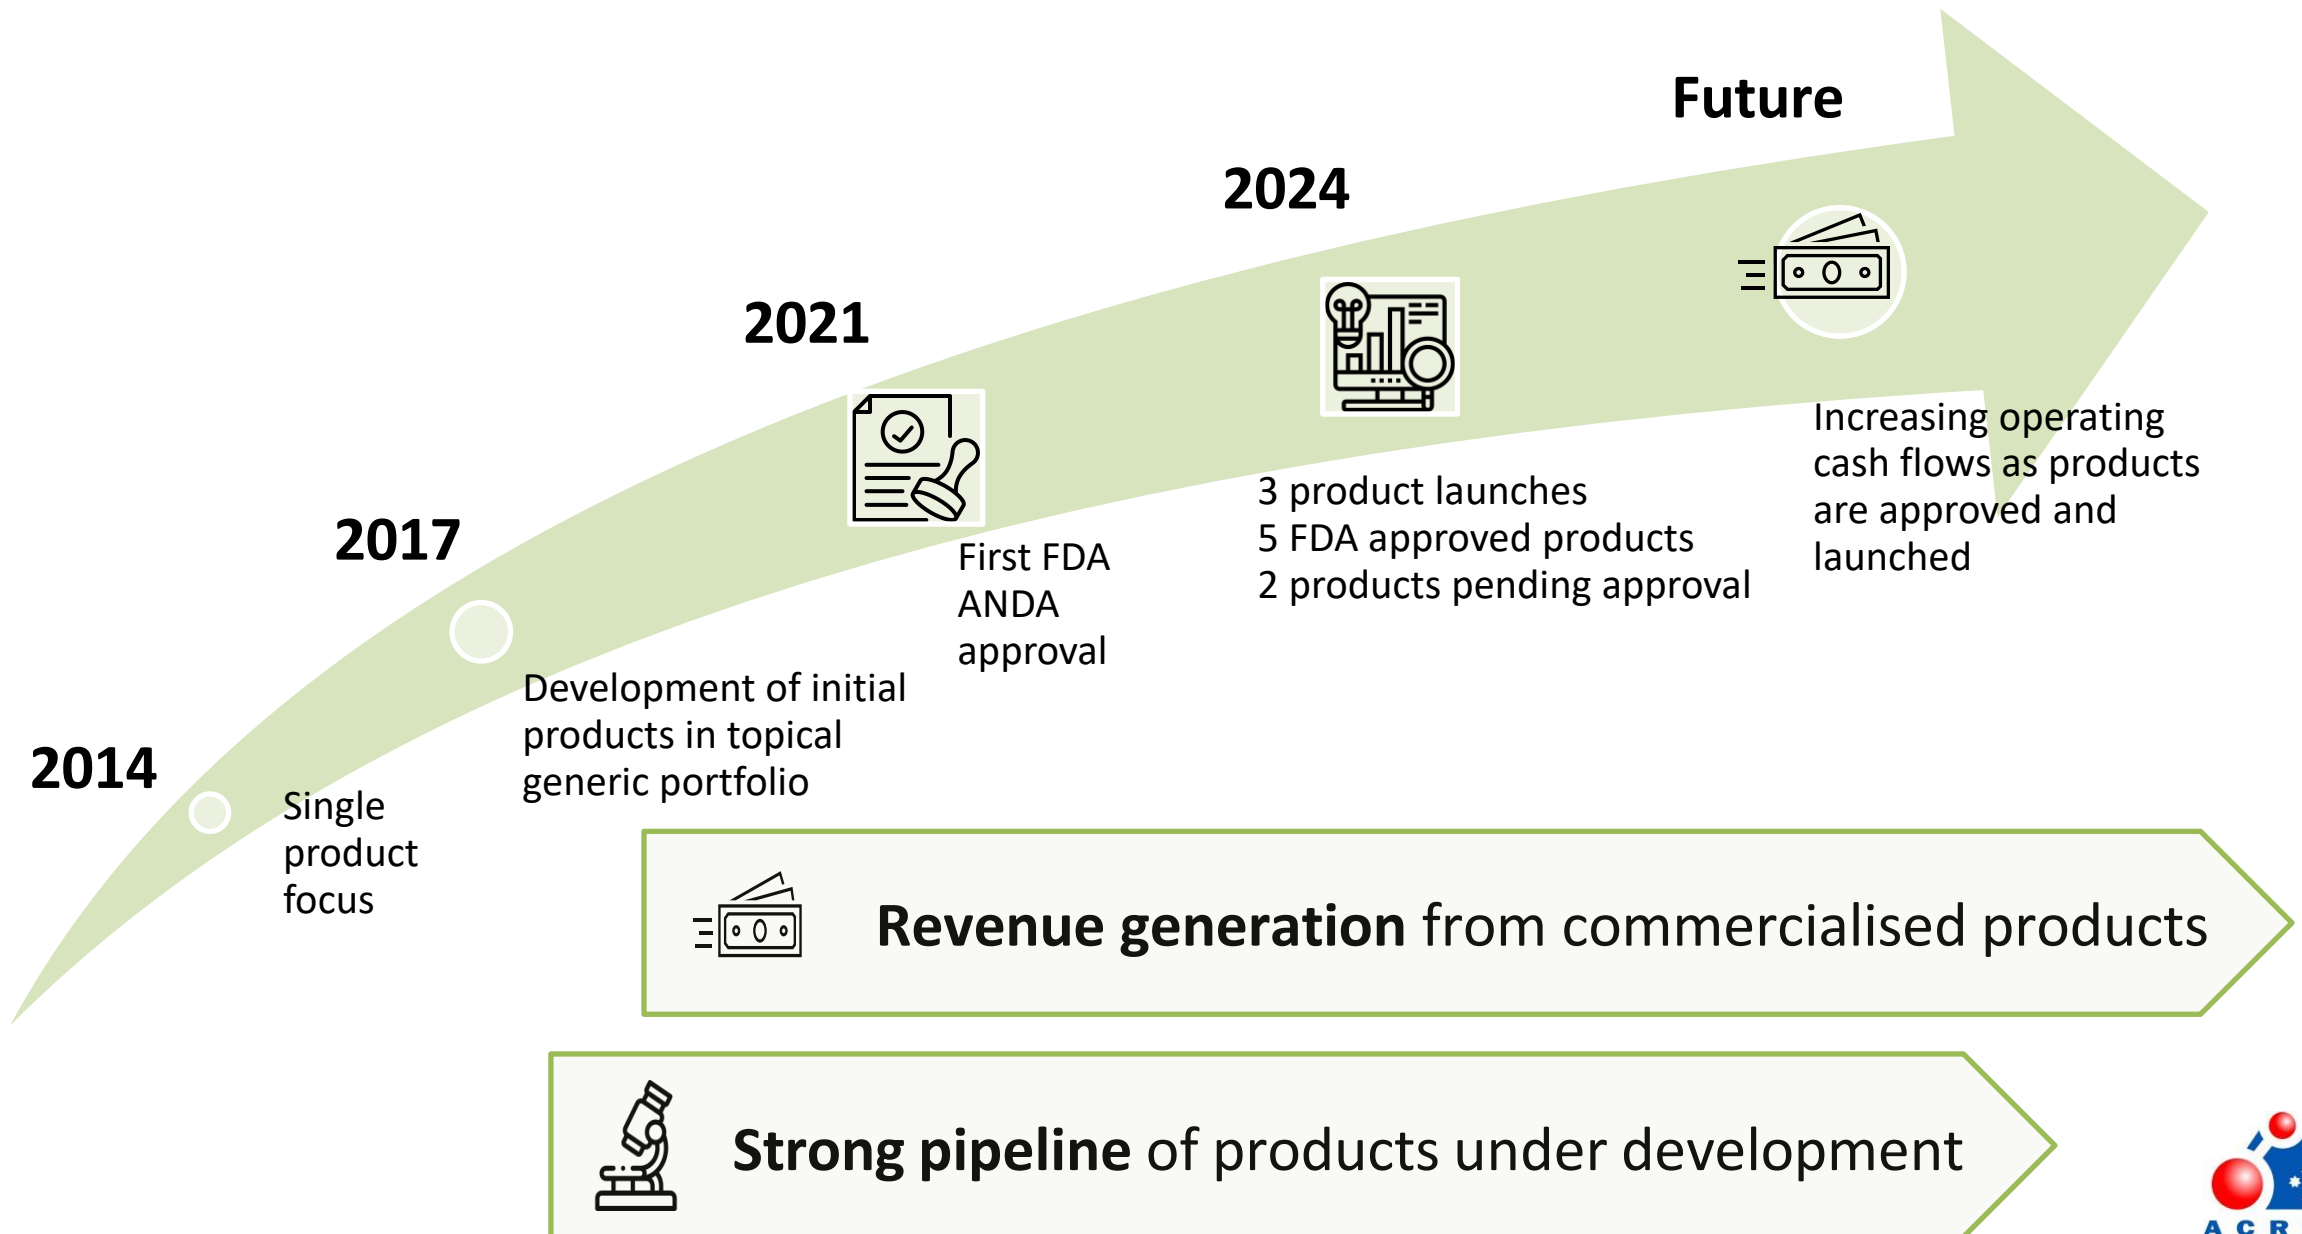 Future
2024
2021
2017
2014
Single
product
focus
Development of initial
products in topical
generic portfolio
First FDA
ANDA
approval
3 product launches
5 FDA approved products
2 products pending approval
Increasing operating
cash flows as products
are approved and
launched
Revenue generation from commercialised products
Strong pipeline of products under development
A C R